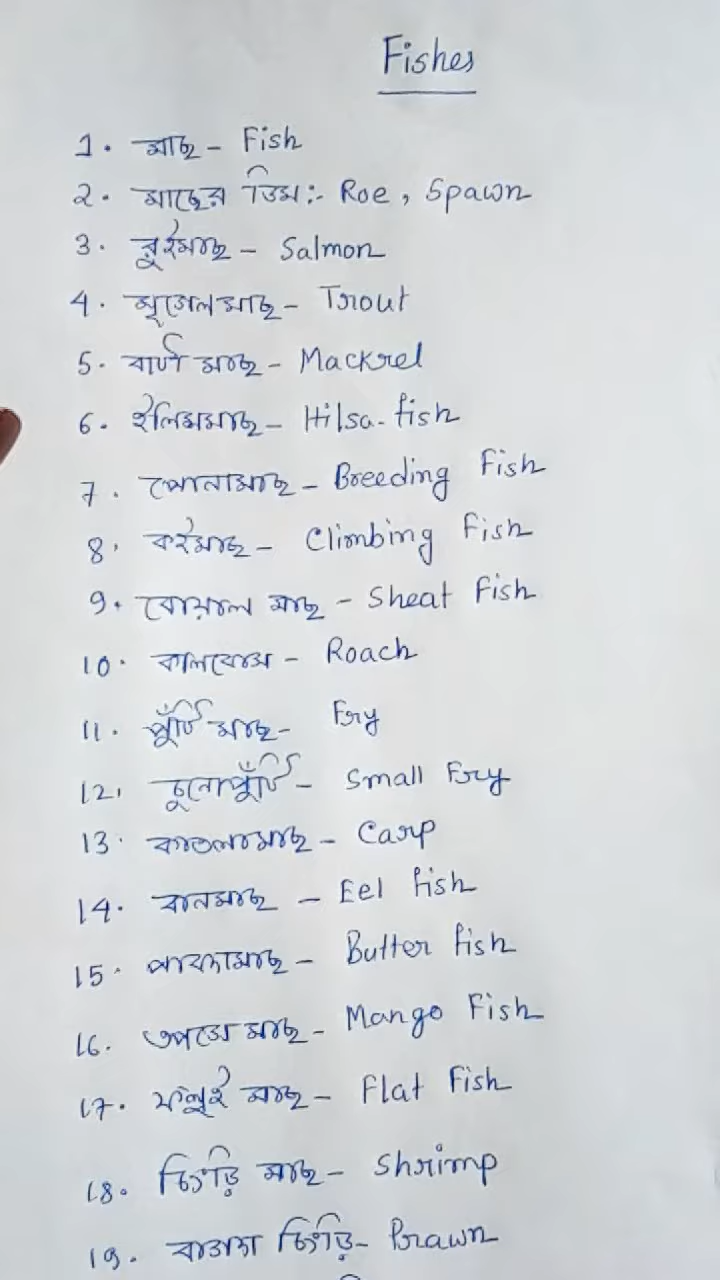 Fishes
1. মাছ - Fish
2. মাছের ডিম:- Roe, Spawn
3. রুইমাছ - Salmon
4. মৃগেলমাছ - Trout
5. বার্ণ মাছ - Mackrel
6. ইলিশমাছ - Hilsa-fish
7. পোনামাছ - Breeding Fish
8. কইমাছ - Climbing Fish
9. বোয়াল মাছ - Sheat Fish
10. কালবোস - Roach
11. পুঁটি মাছ - Fry
12. চুনোপুঁটি - Small Fry
13. কাতলামাছ - Carp
14. বানমাছ - Eel fish
15. পাবদামাছ - Butter fish
16. তপসে মাছ - Mango Fish
17. ফলুই মাছ - Flat Fish
18. চিংড়ি মাছ - Shrimp
19. বাগদা চিংড়ি - Prawn